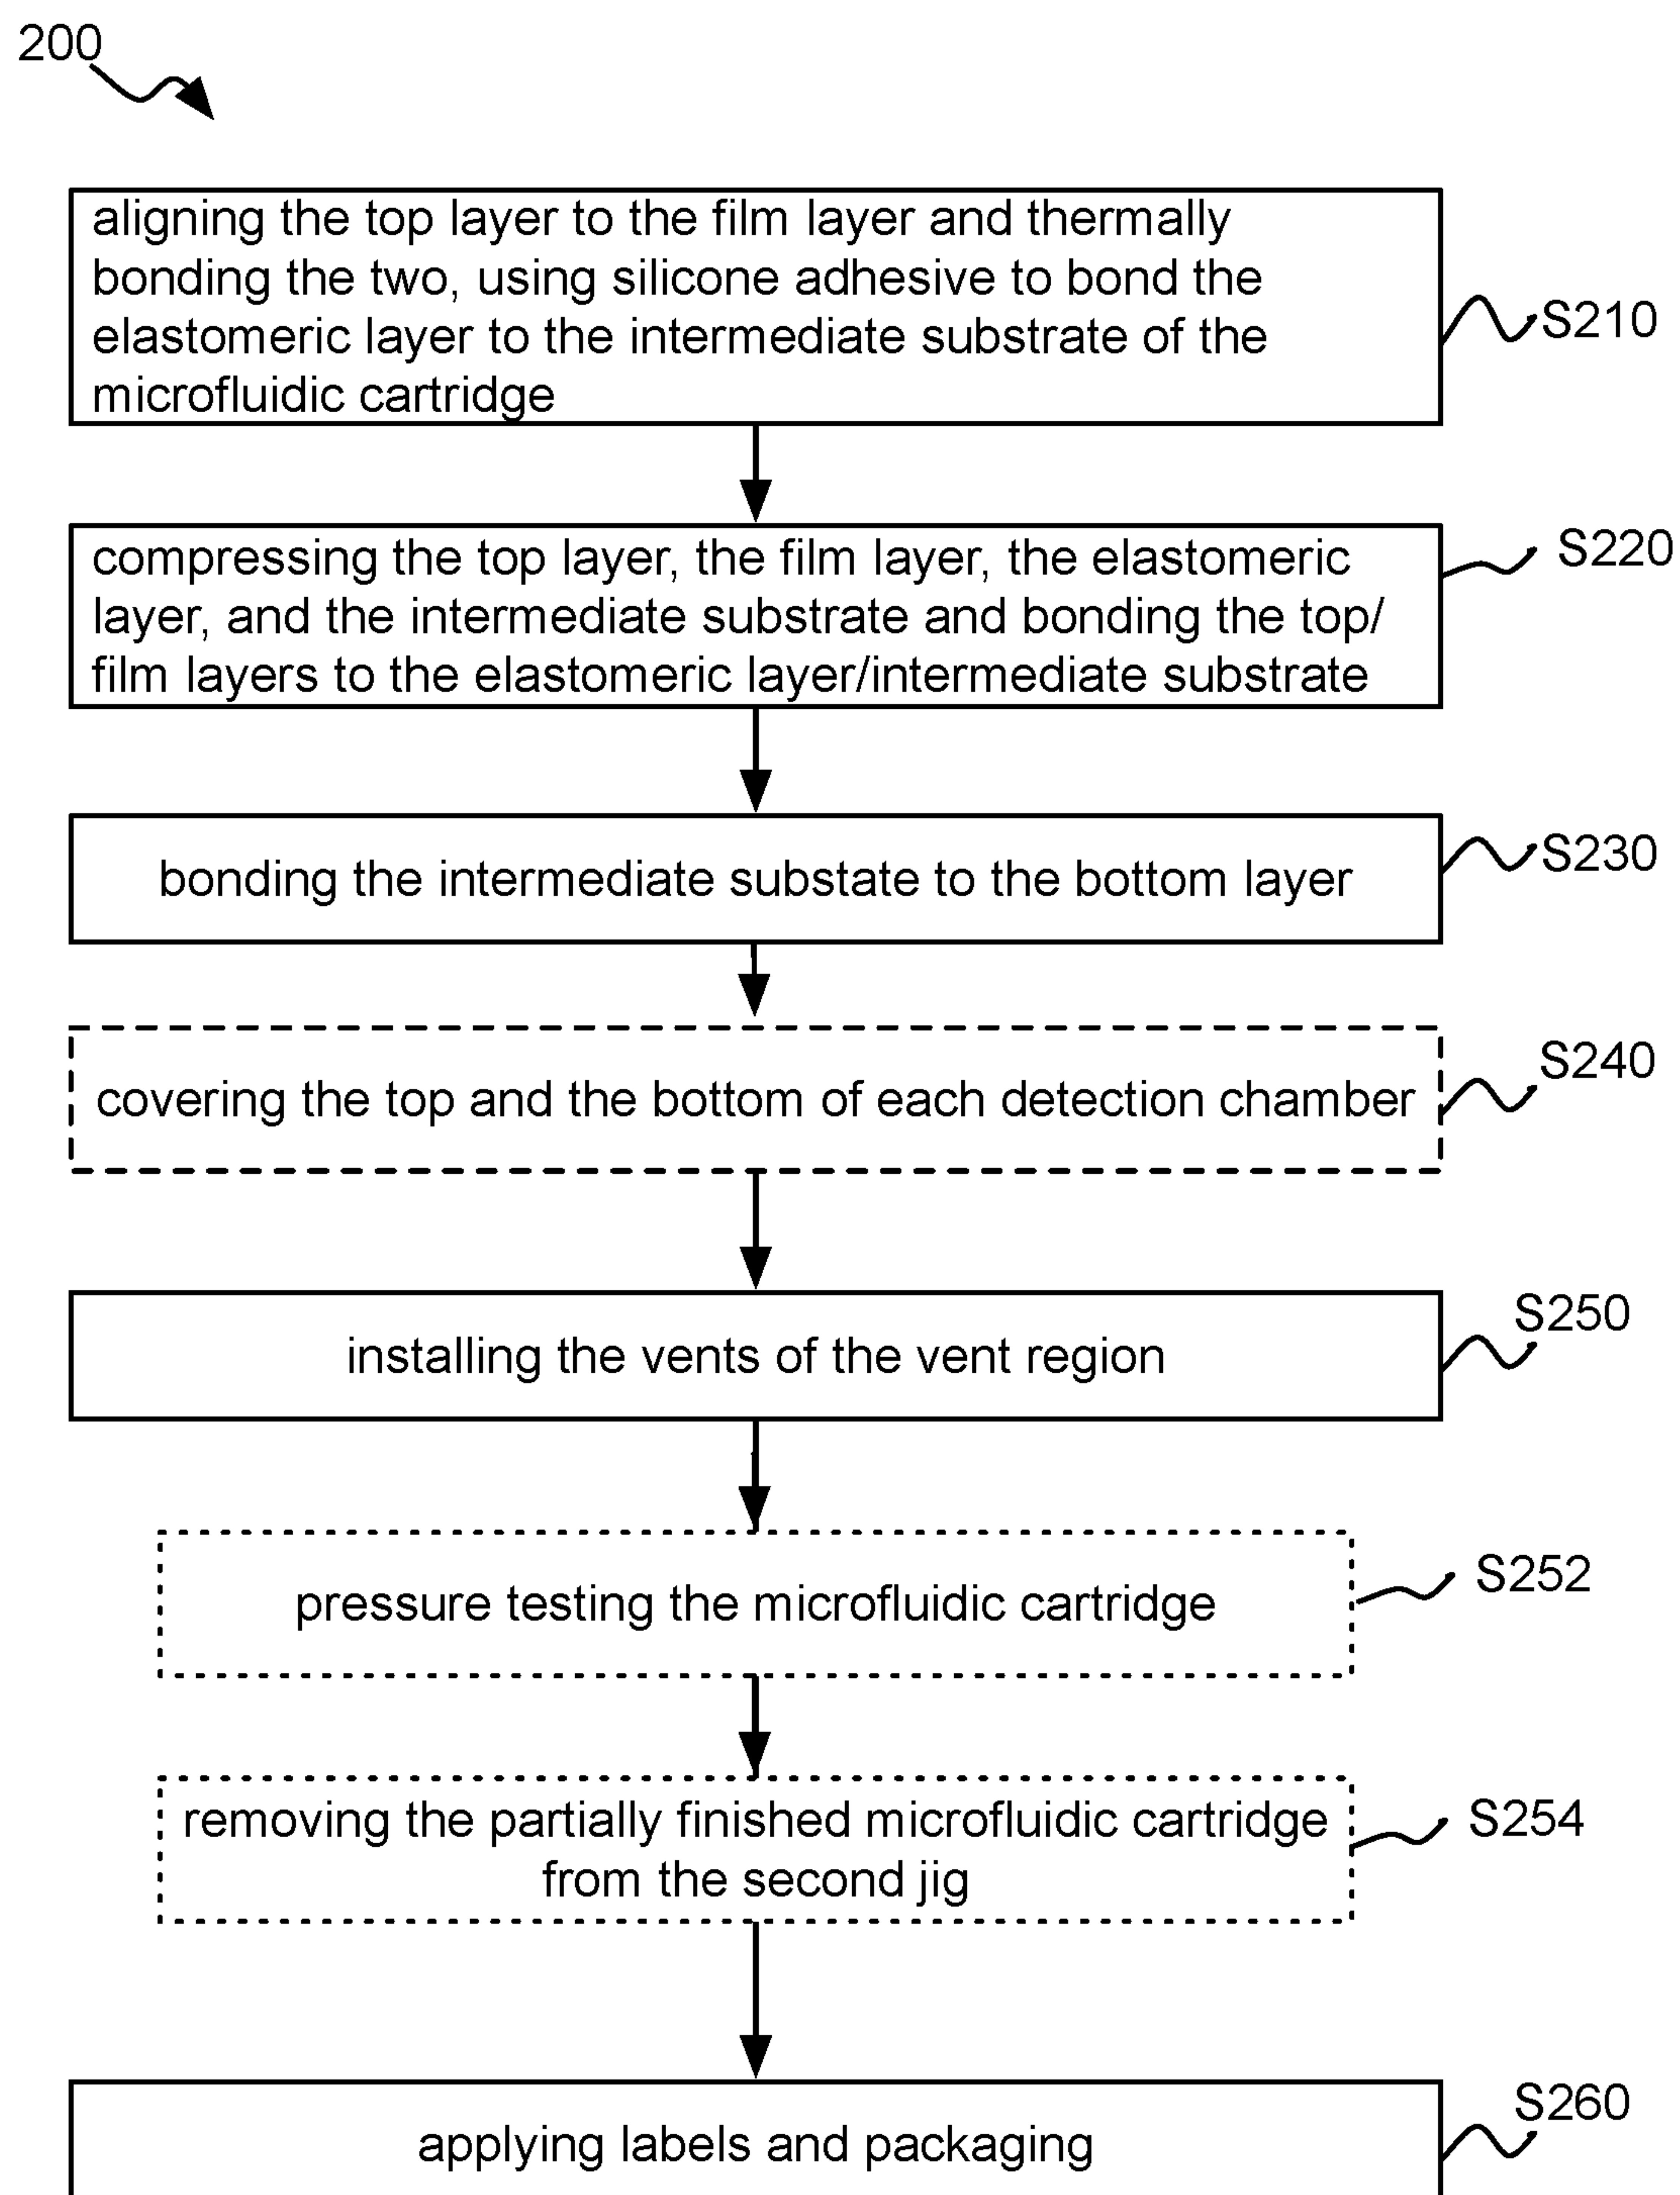 200
aligning the top layer to the film layer and thermally
bonding the two, using silicone adhesive to bond the
elastomeric layer to the intermediate substrate of the
microfluidic cartridge
S210
compressing the top layer, the film layer, the elastomeric
layer, and the intermediate substrate and bonding the top/
film layers to the elastomeric layer/intermediate substrate
S220
bonding the intermediate substate to the bottom layer
S230
covering the top and the bottom of each detection chamber
S240
installing the vents of the vent region
S250
pressure testing the microfluidic cartridge
S252
removing the partially finished microfluidic cartridge
from the second jig
S254
applying labels and packaging
S260